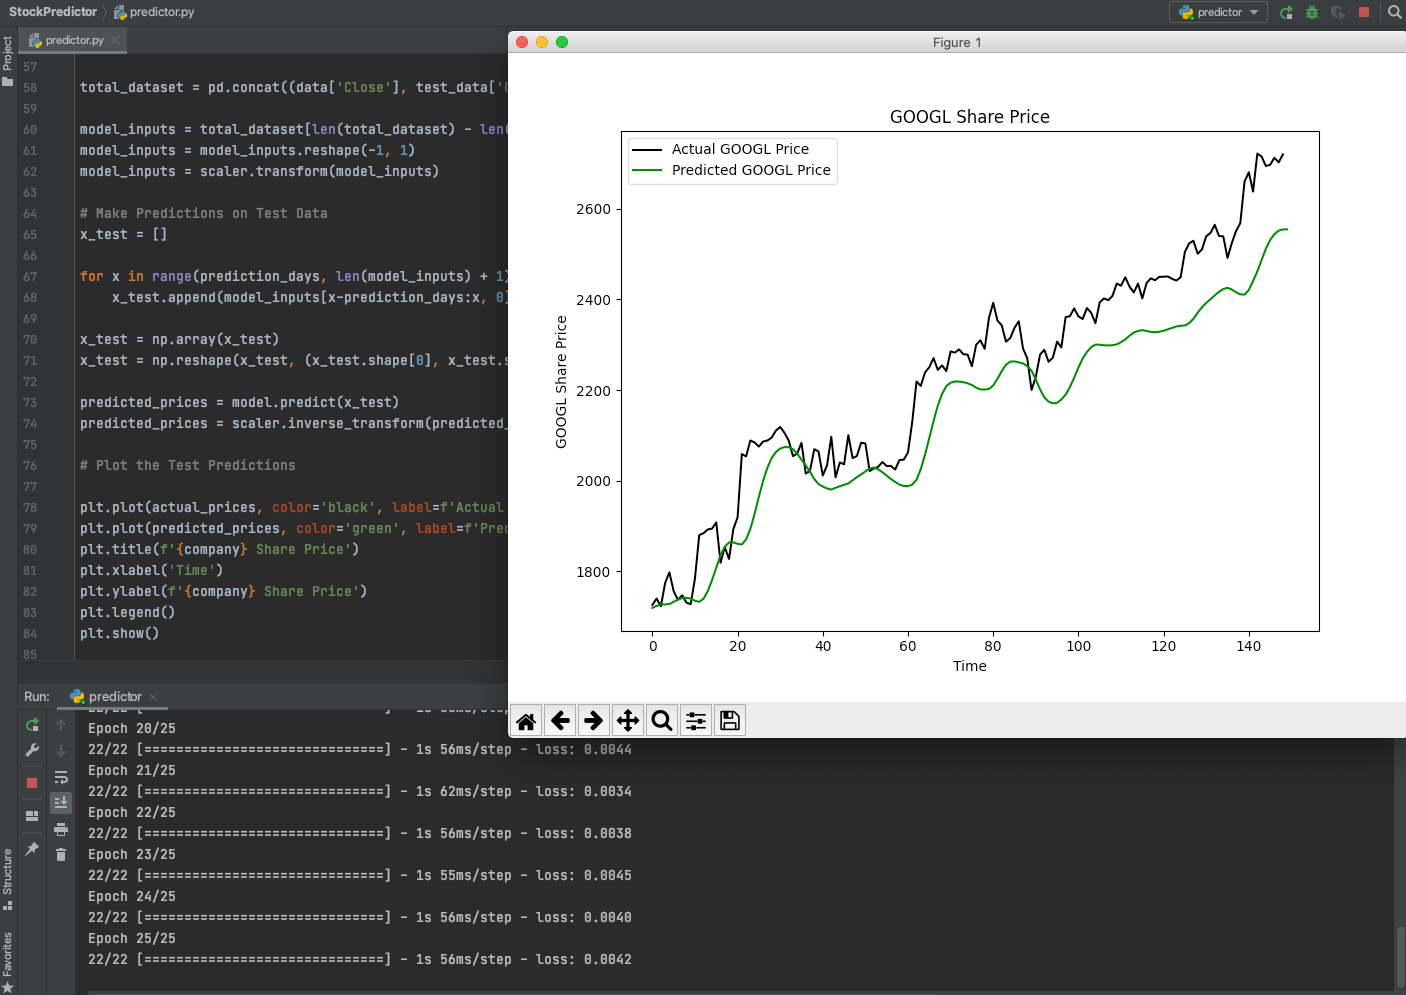 StockPredictor
predictor.py
predictor
predictor.py
Project
57
58 total_dataset = pd.concat((data['Close'], test_data['
59
60 model_inputs = total_dataset[len(total_dataset) - len(
61 model_inputs = model_inputs.reshape(-1, 1)
62 model_inputs = scaler.transform(model_inputs)
63
64 # Make Predictions on Test Data
65 x_test = []
66
67 for x in range(prediction_days, len(model_inputs) + 1)
68 x_test.append(model_inputs[x-prediction_days:x, 0]
69
70 x_test = np.array(x_test)
71 x_test = np.reshape(x_test, (x_test.shape[0], x_test.s
72
73 predicted_prices = model.predict(x_test)
74 predicted_prices = scaler.inverse_transform(predicted_
75
76 # Plot the Test Predictions
77
78 plt.plot(actual_prices, color='black', label=f'Actual
79 plt.plot(predicted_prices, color='green', label=f'Pred
80 plt.title(f'{company} Share Price')
81 plt.xlabel('Time')
82 plt.ylabel(f'{company} Share Price')
83 plt.legend()
84 plt.show()
85
Figure 1
GOOGL Share Price
Actual GOOGL Price
Predicted GOOGL Price
GOOGL Share Price
2600
2400
2200
2000
1800
0 20 40 60 80 100 120 140
Time
Run: predictor
Epoch 20/25
22/22 [==============================] - 1s 56ms/step - loss: 0.0044
Epoch 21/25
22/22 [==============================] - 1s 62ms/step - loss: 0.0034
Epoch 22/25
22/22 [==============================] - 1s 56ms/step - loss: 0.0038
Epoch 23/25
22/22 [==============================] - 1s 55ms/step - loss: 0.0045
Epoch 24/25
22/22 [==============================] - 1s 56ms/step - loss: 0.0040
Epoch 25/25
22/22 [==============================] - 1s 56ms/step - loss: 0.0042
Structure
Favorites